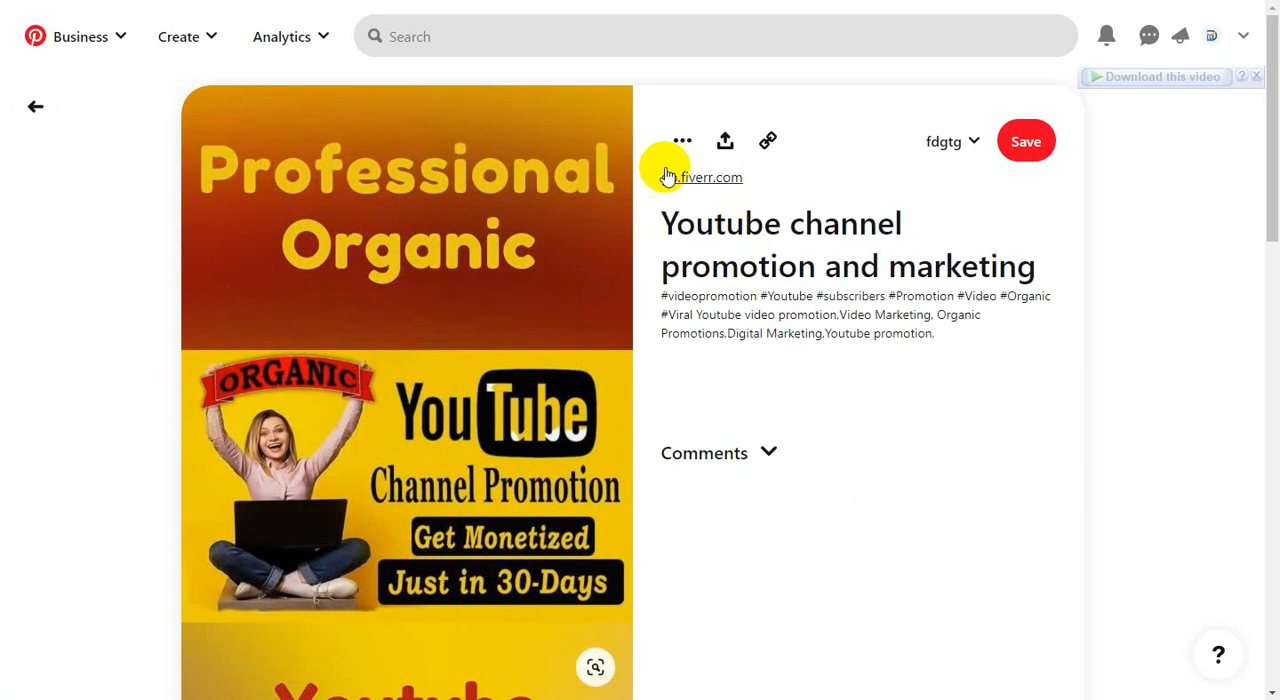 Business
Create
Analytics
Search
Download this video
?
X
fdgtg
Save
.fiverr.com
Youtube channel
promotion and marketing
#videopromotion #Youtube #subscribers #Promotion #Video #Organic
#Viral Youtube video promotion,Video Marketing, Organic
Promotions,Digital Marketing,Youtube promotion,
Comments
Professional
Organic
ORGANIC
YouTube
Channel Promotion
Get Monetized
Just in 30-Days
Youtube
?